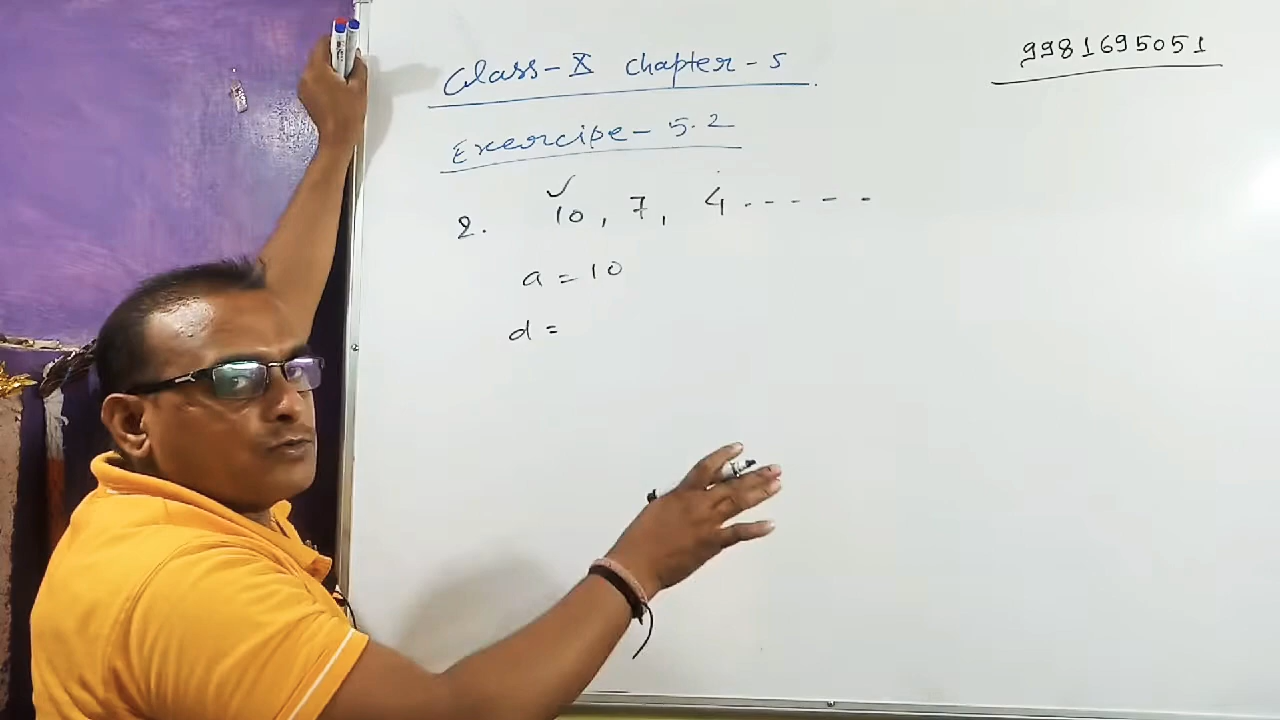 Class-X chapter-5
9981695051
Exercise-5.2
2. 10, 7, 4.-----
a=10
d=